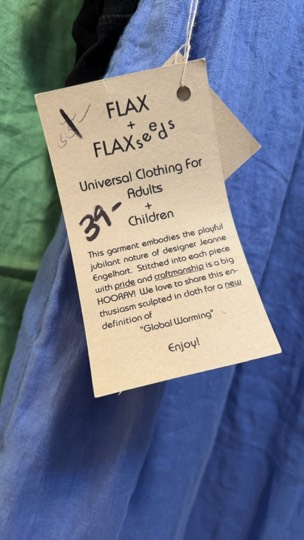 FLAX
+
FLAXseeds
Universal Clothing for
Adults
+
Children
39-
This garment embodies the playful
jubilant nature of designer Jeanne
Engelhart. Stitched into each piece
with pride and craftmanship is a big
HOORAY! We love to share this en-
thusiasm sculpted in cloth for a new
definition of
"Global Warming"
Enjoy!